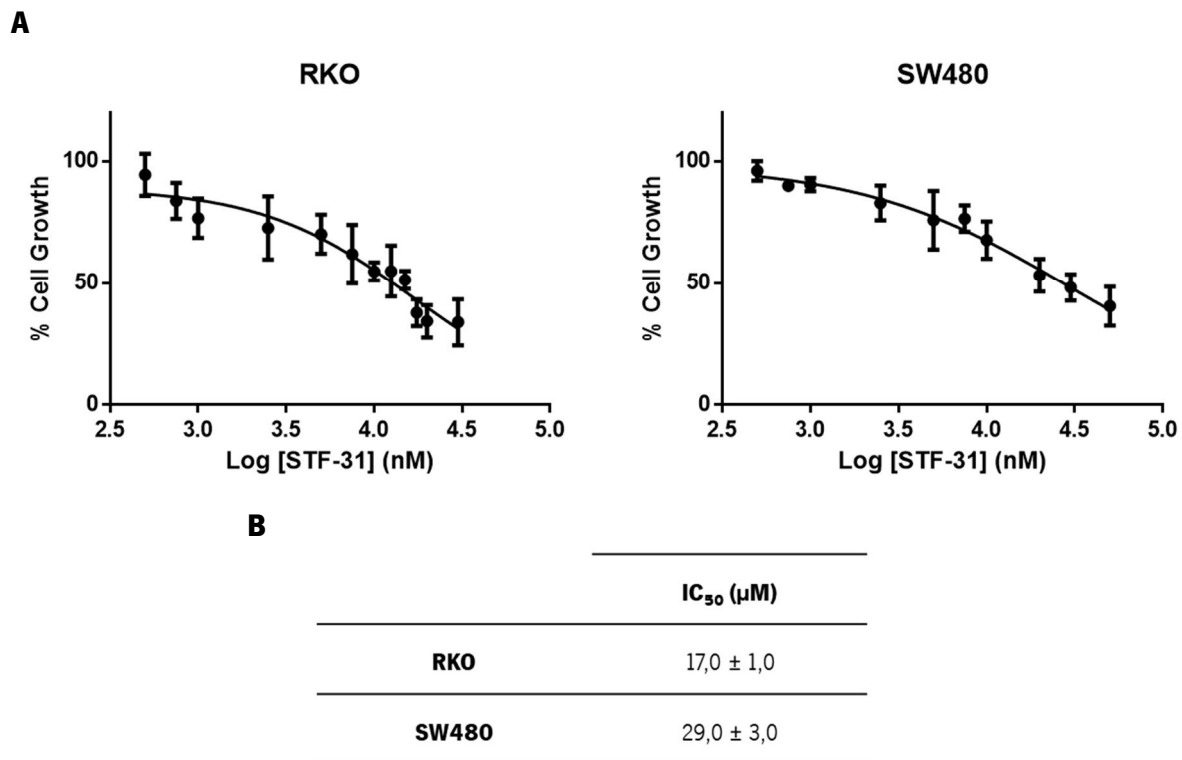 A
RKO
% Cell Growth
100
50
0
2.5 3.0 3.5 4.0 4.5 5.0
Log [STF-31] (nM)
SW480
% Cell Growth
100
50
0
2.5 3.0 3.5 4.0 4.5 5.0
Log [STF-31] (nM)
B
IC₅₀ (µM)
RKO 17,0 ± 1,0
SW480 29,0 ± 3,0